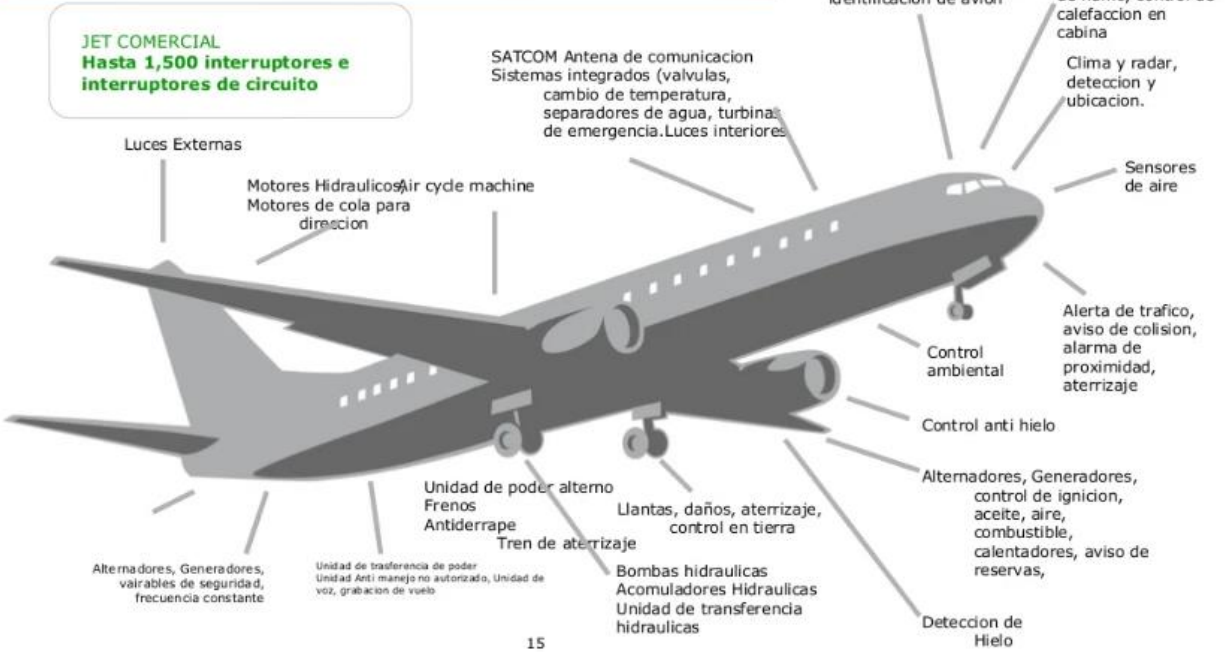 identificacion de avion
calefaccion en
cabina
JET COMERCIAL
Hasta 1,500 interruptores e
interruptores de circuito
SATCOM Antena de comunicacion
Sistemas integrados (valvulas,
cambio de temperatura,
separadores de agua, turbinas
de emergencia.Luces interiores
Clima y radar,
deteccion y
ubicacion.
Luces Externas
Sensores
de aire
Motores Hidraulicos
Motores de cola para
direccion
Air cycle machine
Alerta de trafico,
aviso de colision,
alarma de
proximidad,
aterrizaje
Control
ambiental
Control anti hielo
Alternadores, Generadores,
control de ignicion,
aceite, aire,
combustible,
calentadores, aviso de
reservas,
Unidad de poder alterno
Frenos
Antiderrape
Tren de aterrizaje
Llantas, daños, aterrizaje,
control en tierra
Alternadores, Generadores,
vairables de seguridad,
frecuencia constante
Unidad de trasferencia de poder
Unidad Anti manejo no autorizado, Unidad de
voz, grabacion de vuelo
Bombas hidraulicas
Acomuladores Hidraulicas
Unidad de transferencia
hidraulicas
Deteccion de
Hielo
15